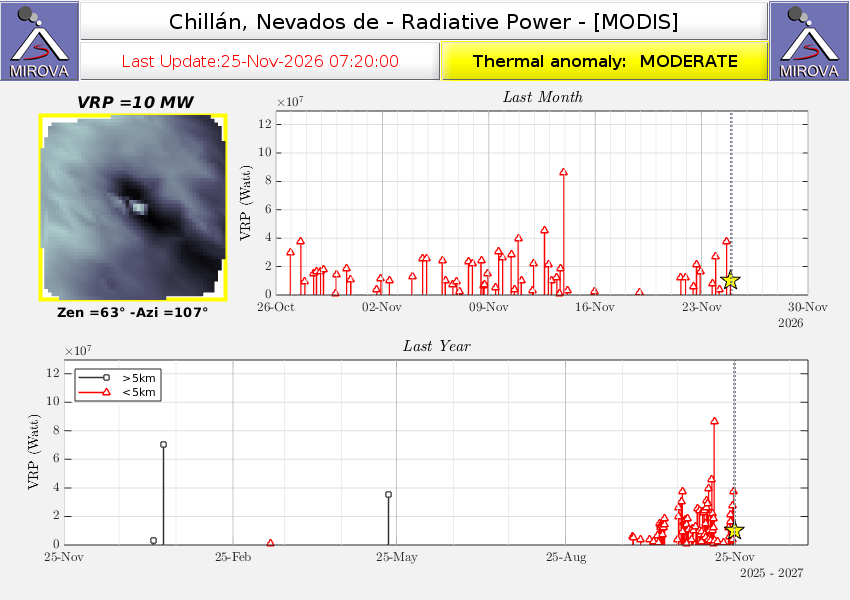 Chillán, Nevados de - Radiative Power - [MODIS]
MIROVA
Last Update:25-Nov-2026 07:20:00
Thermal anomaly: MODERATE
MIROVA
VRP =10 MW
Zen =63° -Azi =107°
Last Month
×10⁷
VRP (Watt)
12
10
8
6
4
2
0
26-Oct
02-Nov
09-Nov
16-Nov
23-Nov
30-Nov
2026
Last Year
×10⁷
VRP (Watt)
12
10
8
6
4
2
0
>5km
<5km
25-Nov
25-Feb
25-May
25-Aug
25-Nov
2025 - 2027